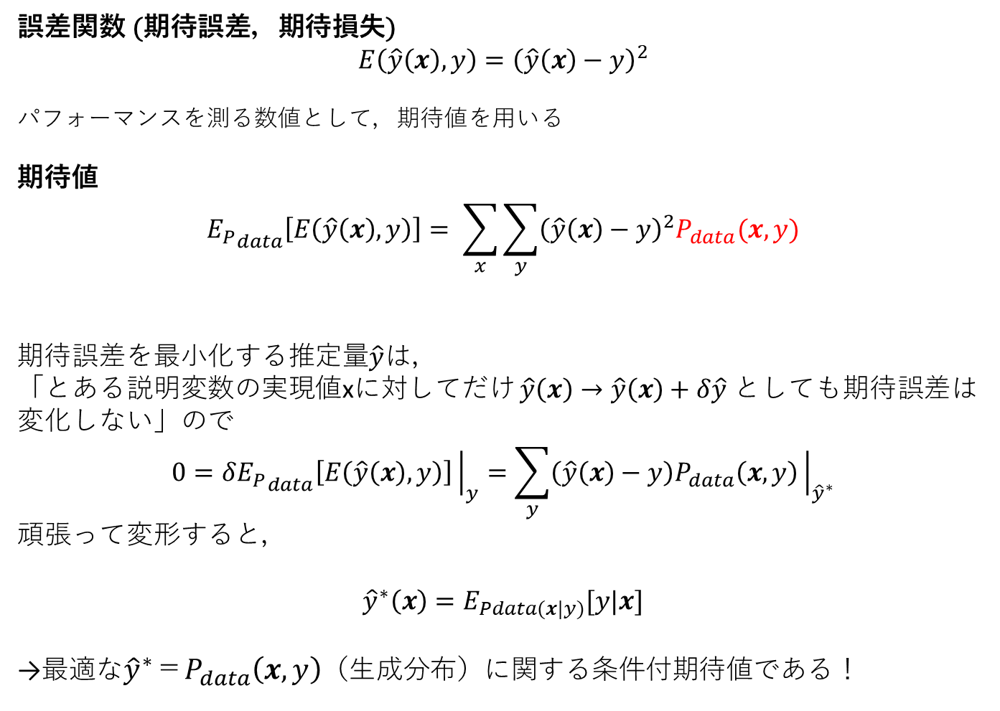 誤差関数 (期待誤差，期待損失)
E(ŷ(𝒙), y) = (ŷ(𝒙) − y)²
パフォーマンスを測る数値として，期待値を用いる
期待値
E_{P_{data}}[E(ŷ(𝒙), y)] = ∑_x ∑_y (ŷ(𝒙) − y)² P_{data}(𝒙, y)
期待誤差を最小化する推定量ŷは，
「とある説明変数の実現値xに対してだけ ŷ(𝒙) → ŷ(𝒙) + δŷ としても期待誤差は
変化しない」ので
0 = δE_{P_{data}}[E(ŷ(𝒙), y)]|_y = ∑_y (ŷ(𝒙) − y)P_{data}(𝒙, y)|_{ŷ*}
頑張って変形すると，
ŷ*(𝒙) = E_{Pdata(𝒙|y)}[y|𝒙]
→最適なŷ*＝P_{data}(𝒙, y)（生成分布）に関する条件付期待値である！